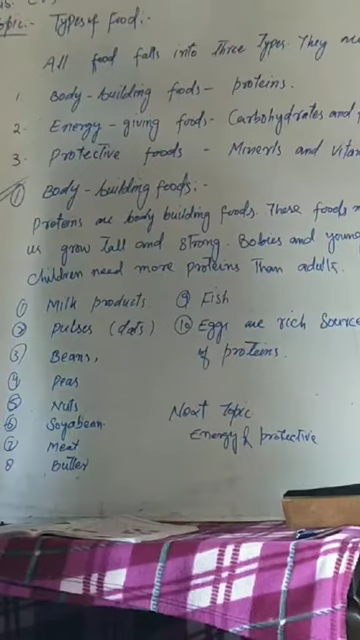 Topic:- Types of Food:-
All food falls into three Types. They are
1. Body-building foods- proteins.
2- Energy-giving foods- Carbohydrates and
3- Protective foods - Minerls and vitam
① Body-building foods:-
Proteins are body building foods. These foods
us grow Tall and strong. Babies and young
Children need more proteins Than adults.
① Milk products
② pulses (dals)
③ Beans,
④ Peas
⑤ Nuts
⑥ Soyabean
⑦ Meat
8 Butter
⑨ Fish
⑩ Eggs are rich Source
of proteins.
Next Topic
Energy & protective